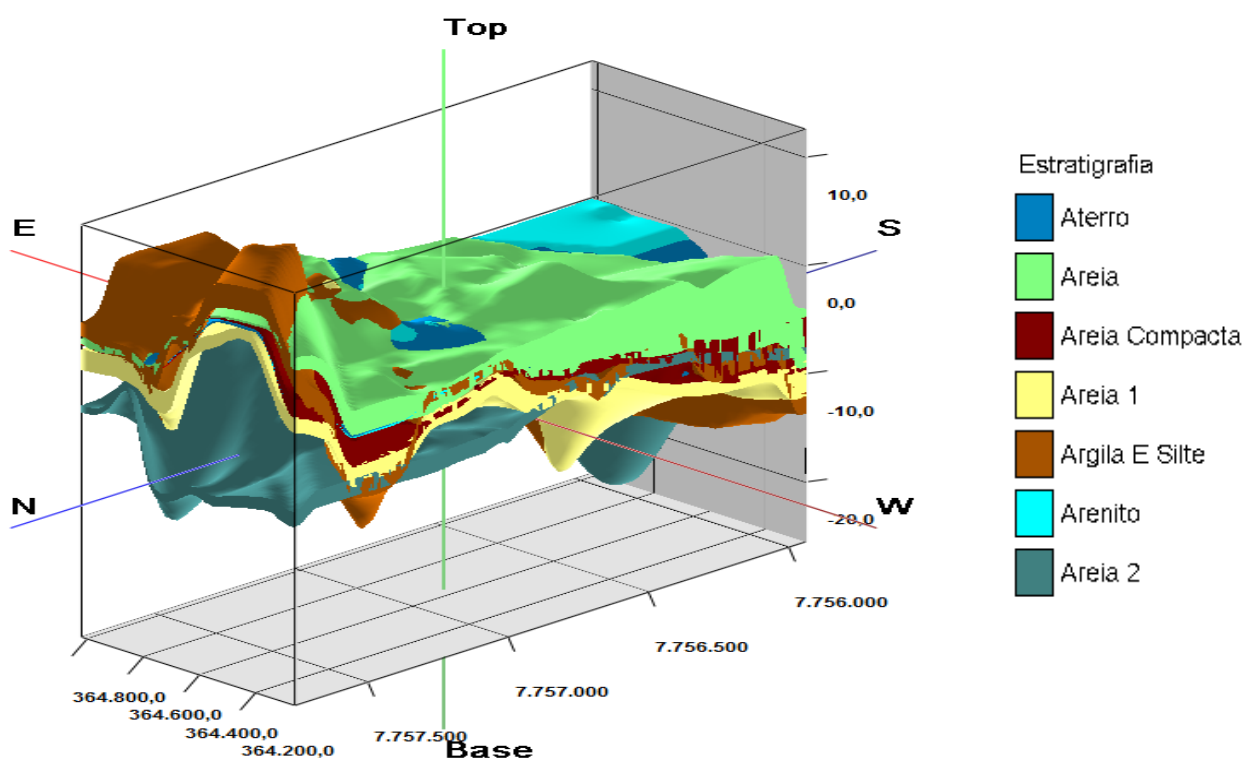 Top
E
S
N
W
10,0
0,0
-10,0
-20,0
7.756.000
7.756.500
7.757.000
7.757.500
364.800,0
364.600,0
364.400,0
364.200,0
Base
Estratigrafia
Aterro
Areia
Areia Compacta
Areia 1
Argila E Silte
Arenito
Areia 2